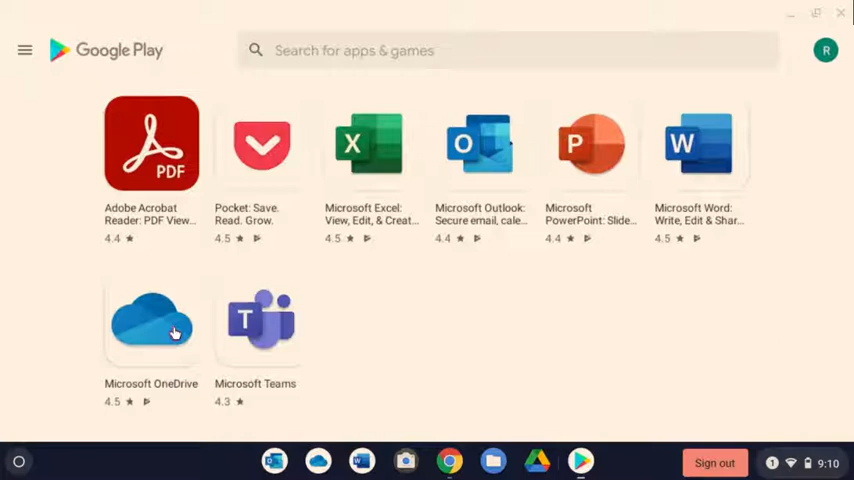 Google Play
Search for apps & games
R
PDF
X
O
P
W
Adobe Acrobat
Reader: PDF View...
4.4 ★
Pocket: Save.
Read. Grow.
4.5 ★
Microsoft Excel:
View, Edit, & Creat...
4.5 ★
Microsoft Outlook:
Secure email, cale...
4.4 ★
Microsoft
PowerPoint: Slide...
4.4 ★
Microsoft Word:
Write, Edit & Shar...
4.5 ★
T
Microsoft OneDrive
4.5 ★
Microsoft Teams
4.3 ★
Sign out
1
9:10